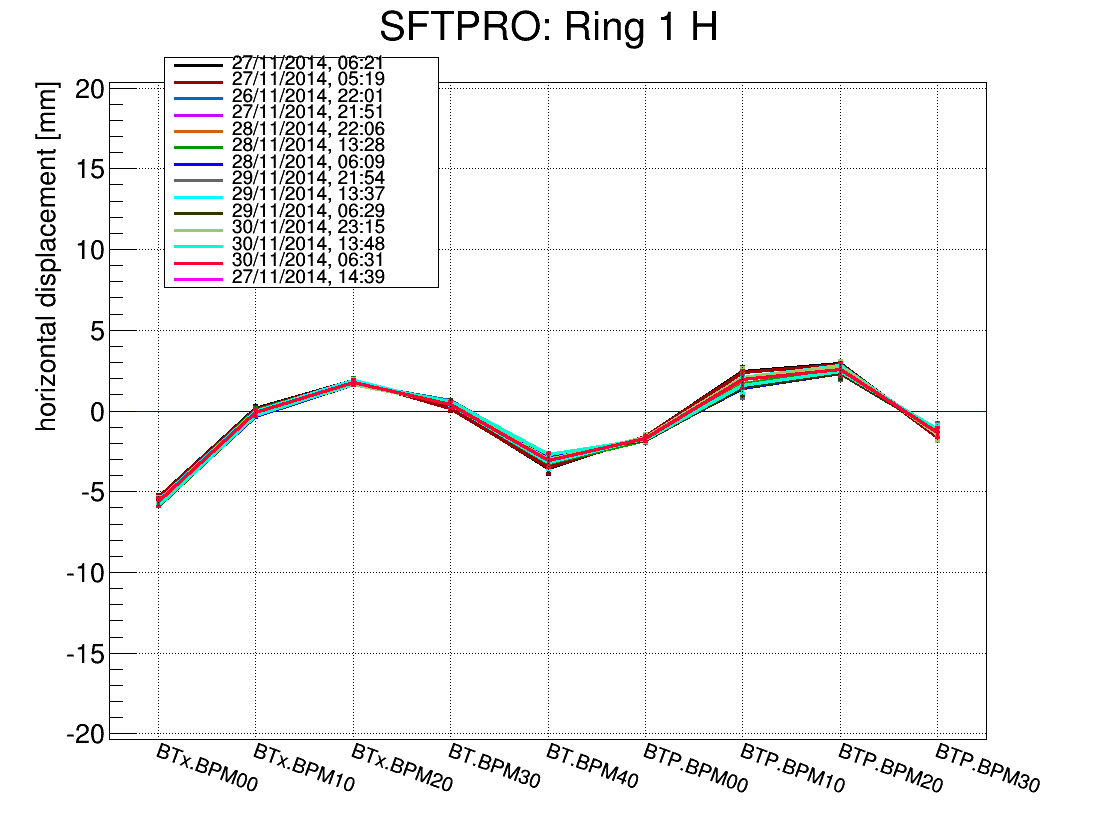 SFTPRO: Ring 1 H
horizontal displacement [mm]
27/11/2014, 06:21
27/11/2014, 05:19
26/11/2014, 22:01
27/11/2014, 21:51
28/11/2014, 22:06
28/11/2014, 13:28
28/11/2014, 06:09
29/11/2014, 21:54
29/11/2014, 13:37
29/11/2014, 06:29
30/11/2014, 23:15
30/11/2014, 13:48
30/11/2014, 06:31
27/11/2014, 14:39
20
15
10
5
0
-5
-10
-15
-20
BTx.BPM00
BTx.BPM10
BTx.BPM20
BT.BPM30
BT.BPM40
BTP.BPM00
BTP.BPM10
BTP.BPM20
BTP.BPM30